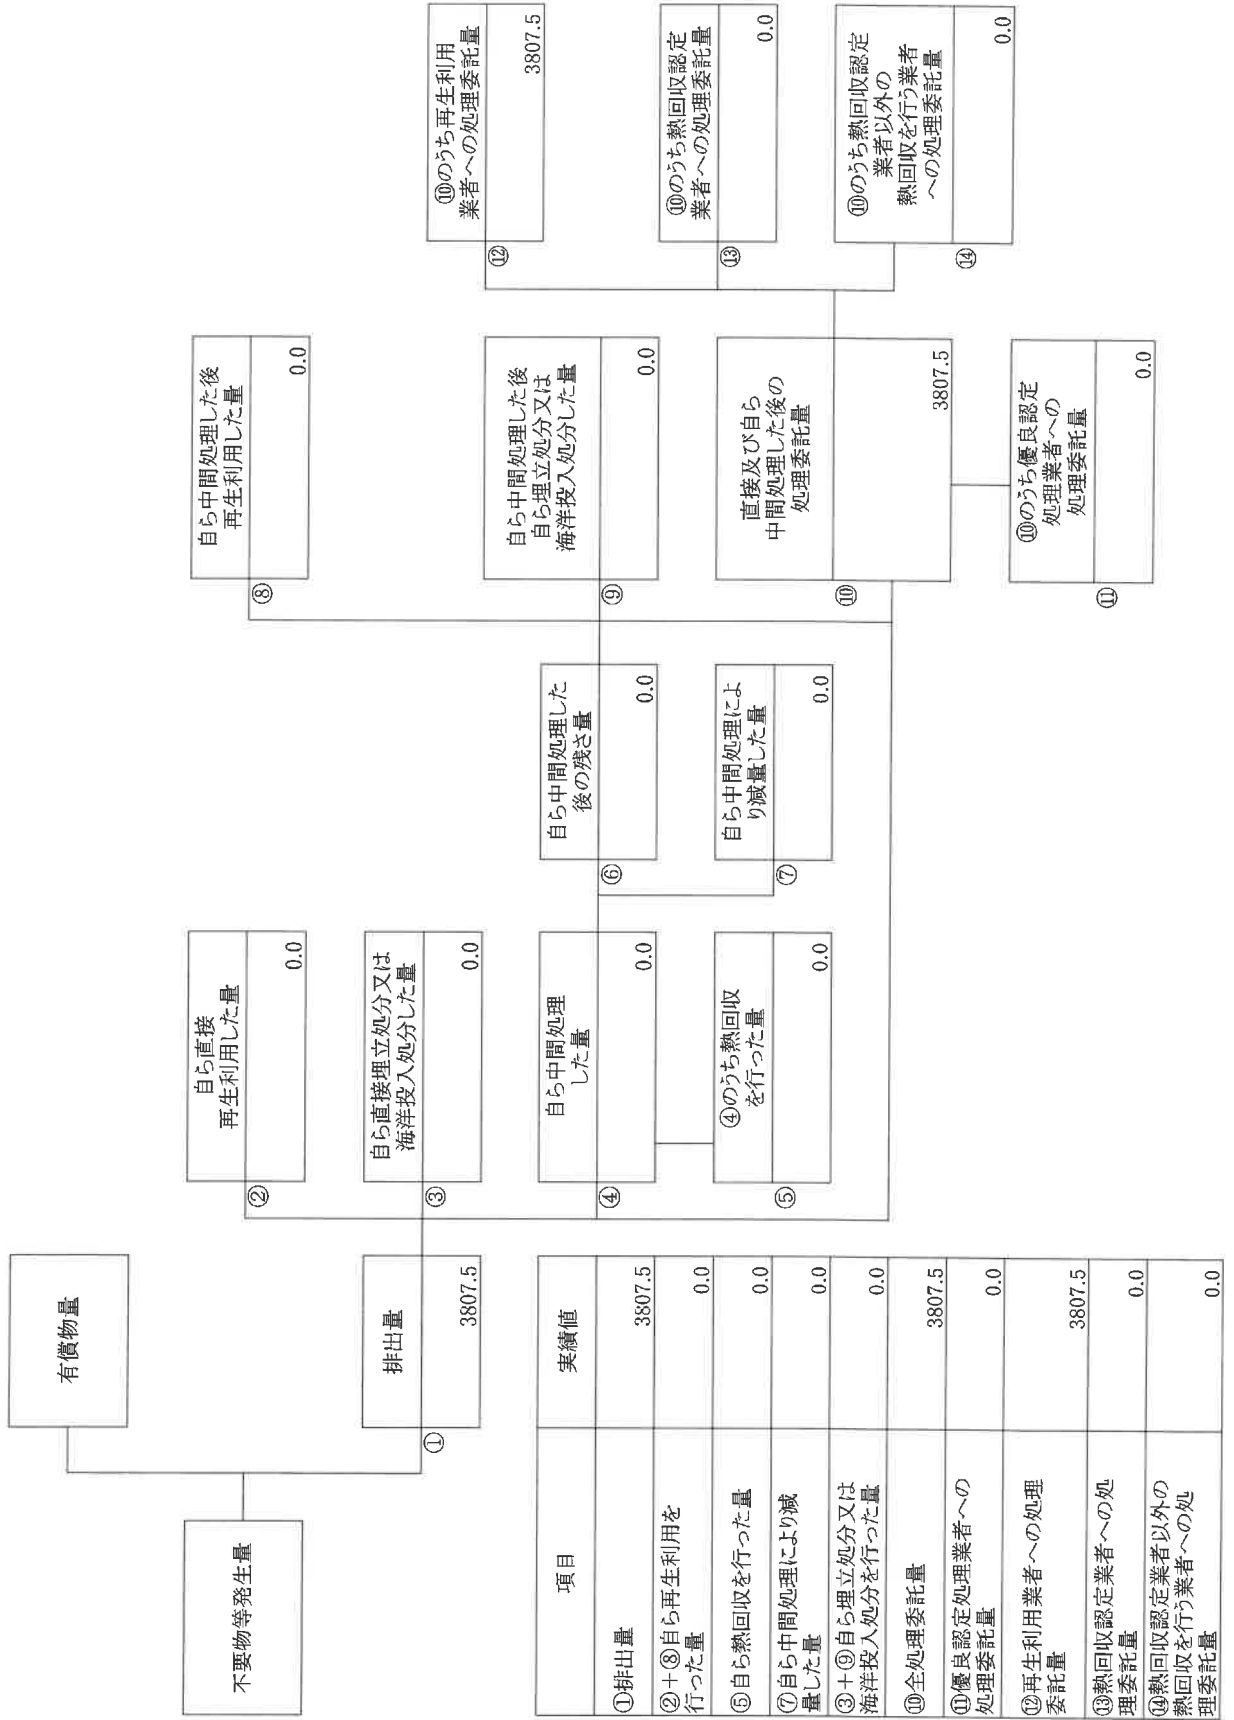 有償物量
不要物等発生量
①
排出量
3807.5
②
自ら直接
再生利用した量
0.0
③
自ら直接埋立処分又は
海洋投入処分した量
0.0
④
自ら中間処理
した量
0.0
⑤
④のうち熱回収
を行った量
0.0
⑥
自ら中間処理した
後の残さ量
0.0
⑦
自ら中間処理によ
り減量した量
0.0
⑧
自ら中間処理した後
再生利用した量
0.0
⑨
自ら中間処理した後
自ら埋立処分又は
海洋投入処分した量
0.0
⑩
直接及び自ら
中間処理した後の
処理委託量
3807.5
⑪
⑩のうち優良認定
処理業者への
処理委託量
0.0
⑫
⑩のうち再生利用
業者への処理委託量
3807.5
⑬
⑩のうち熱回収認定
業者への処理委託量
0.0
⑭
⑩のうち熱回収認定
業者以外の
熱回収を行う業者
への処理委託量
0.0
項目 実績値
①排出量 3807.5
②+⑧自ら再生利用を
行った量 0.0
⑤自ら熱回収を行った量 0.0
⑦自ら中間処理により減
量した量 0.0
③+⑨自ら埋立処分又は
海洋投入処分を行った量 0.0
⑩全処理委託量 3807.5
⑪優良認定処理業者への
処理委託量 0.0
⑫再生利用業者への処理
委託量 3807.5
⑬熱回収認定業者への処
理委託量 0.0
⑭熱回収認定業者以外の
熱回収を行う業者への処
理委託量 0.0